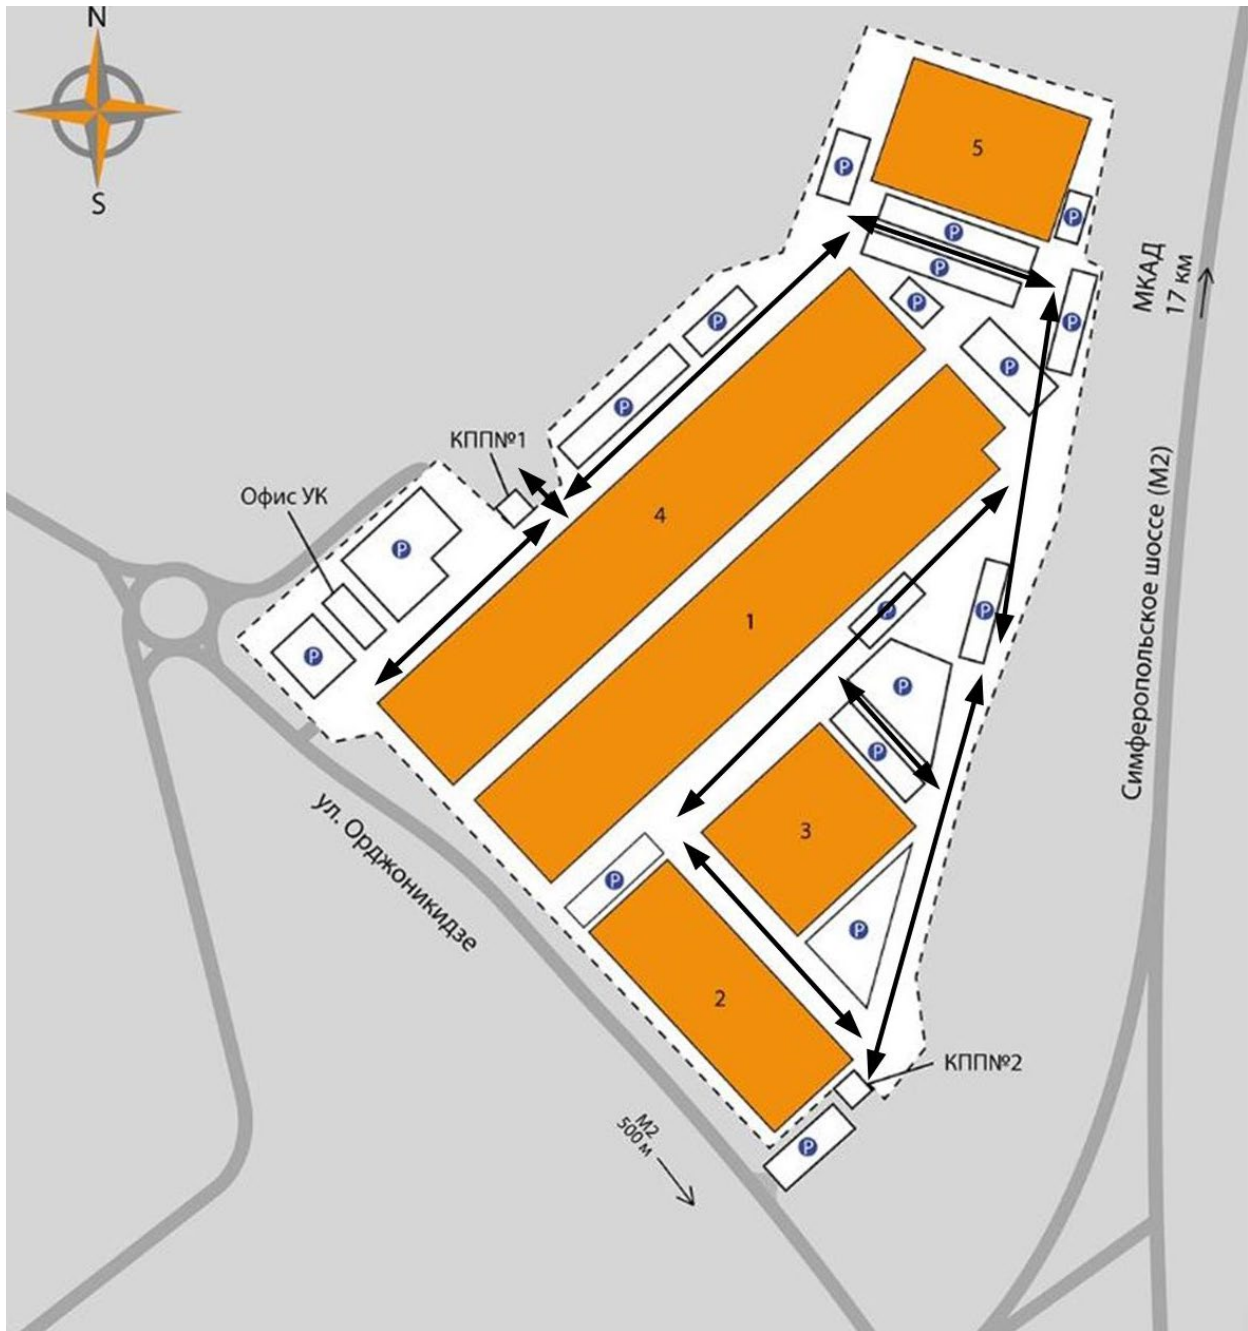 N
S
5
P
P
P
P
P
P
МКАД
17 км
P
P
P
P
КПП№1
Офис УК
P
P
4
1
P
P
P
P
3
P
P
2
КПП№2
P
ул. Орджоникидзе
Симферопольское шоссе (М2)
М2
500 м